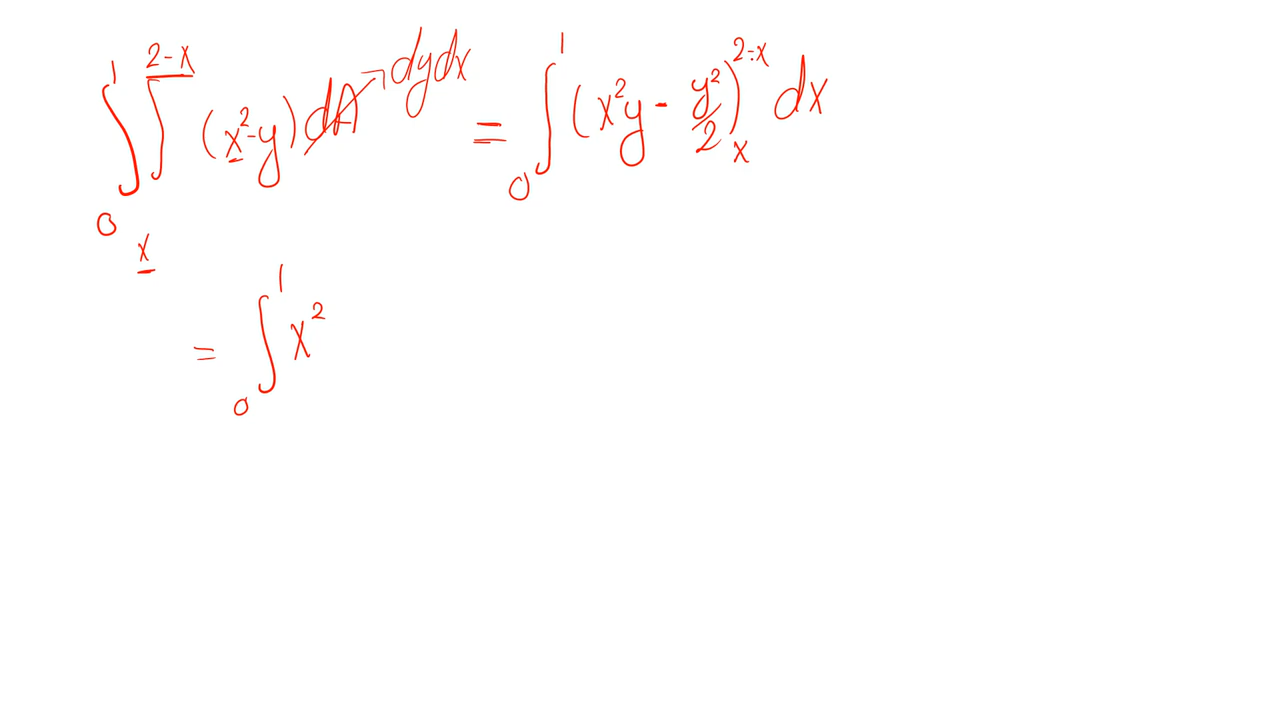 ∫₀¹ ∫ₓ²⁻ˣ (x² - y) dA → dydx = ∫₀¹ (x²y - y²/2)ₓ²⁻ˣ dx
= ∫₀¹ x²